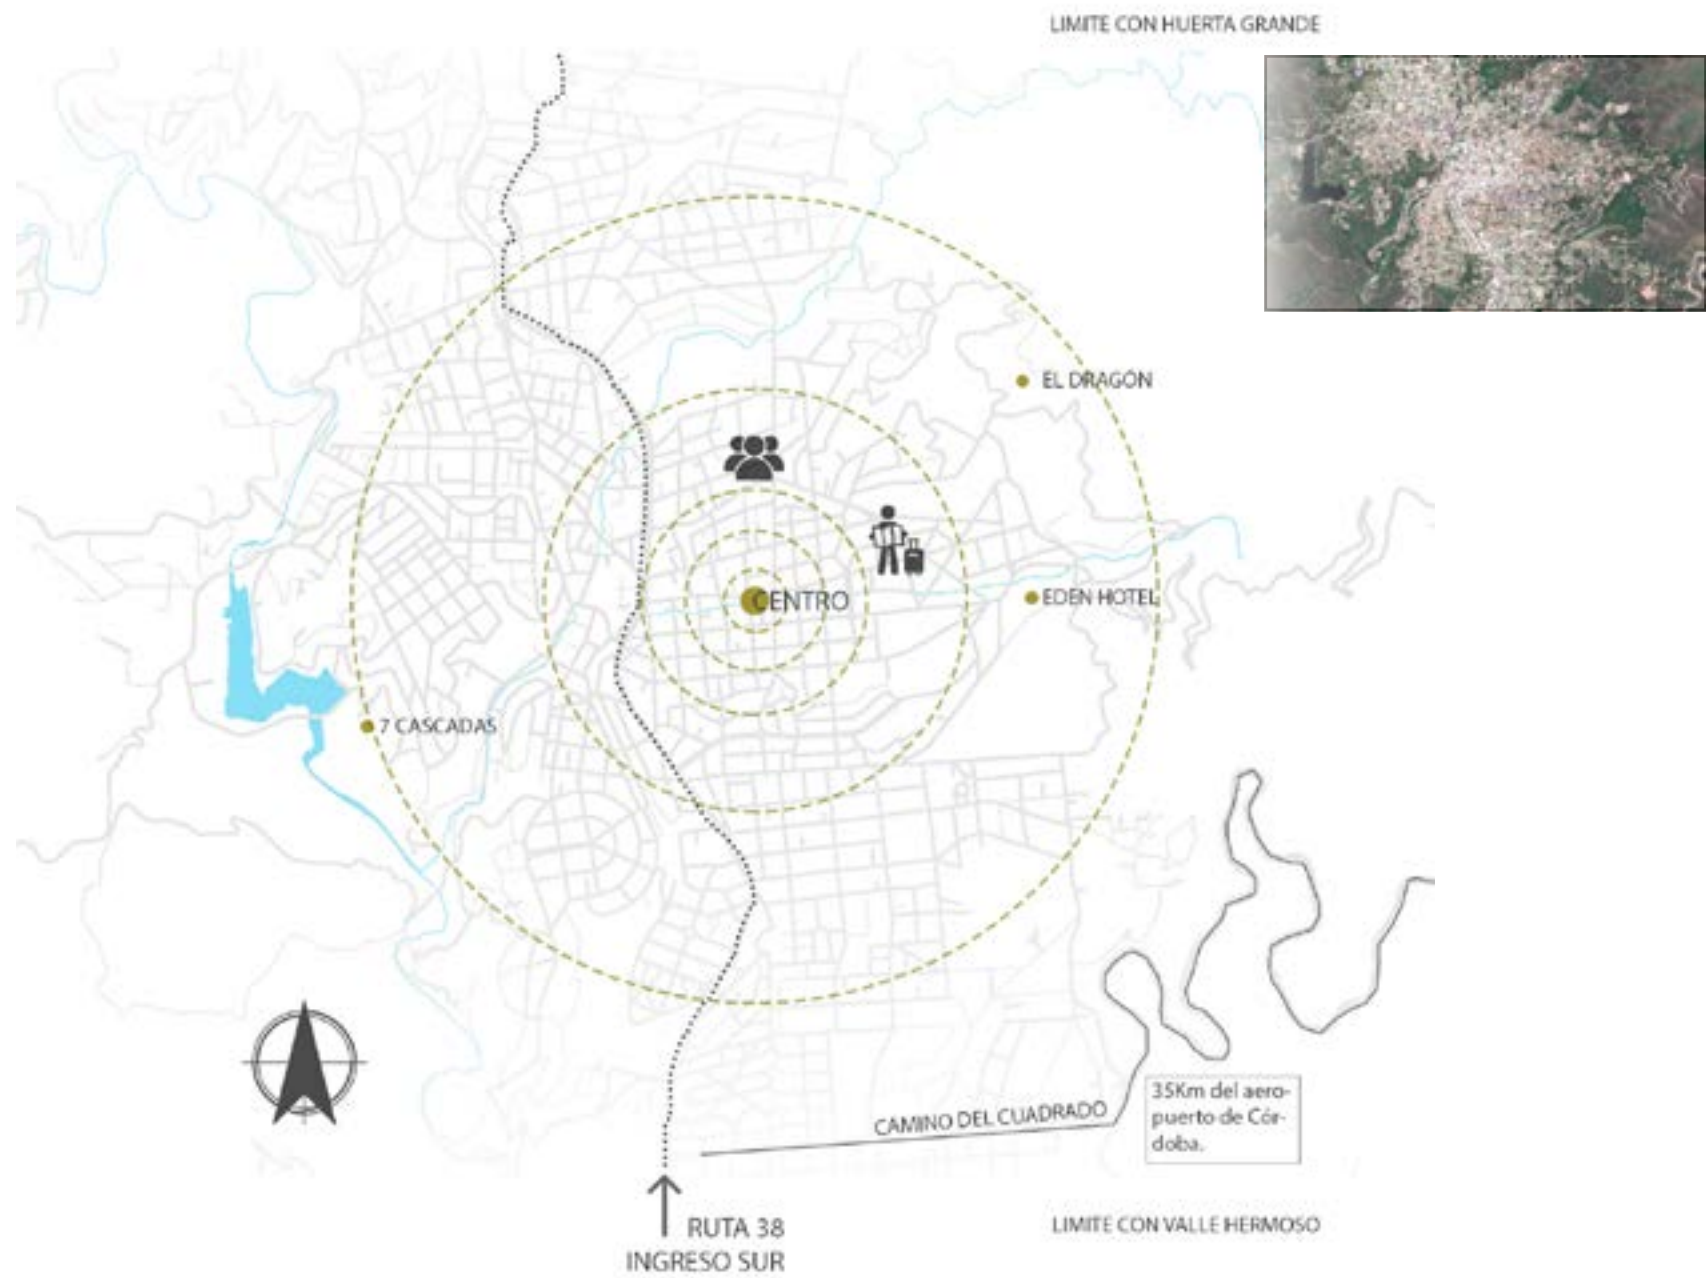 LIMITE CON HUERTA GRANDE
EL DRAGÓN
CENTRO
EDEN HOTEL
7 CASCADAS
35Km del aero-
puerto de Cór-
doba.
CAMINO DEL CUADRADO
RUTA 38
INGRESO SUR
LIMITE CON VALLE HERMOSO